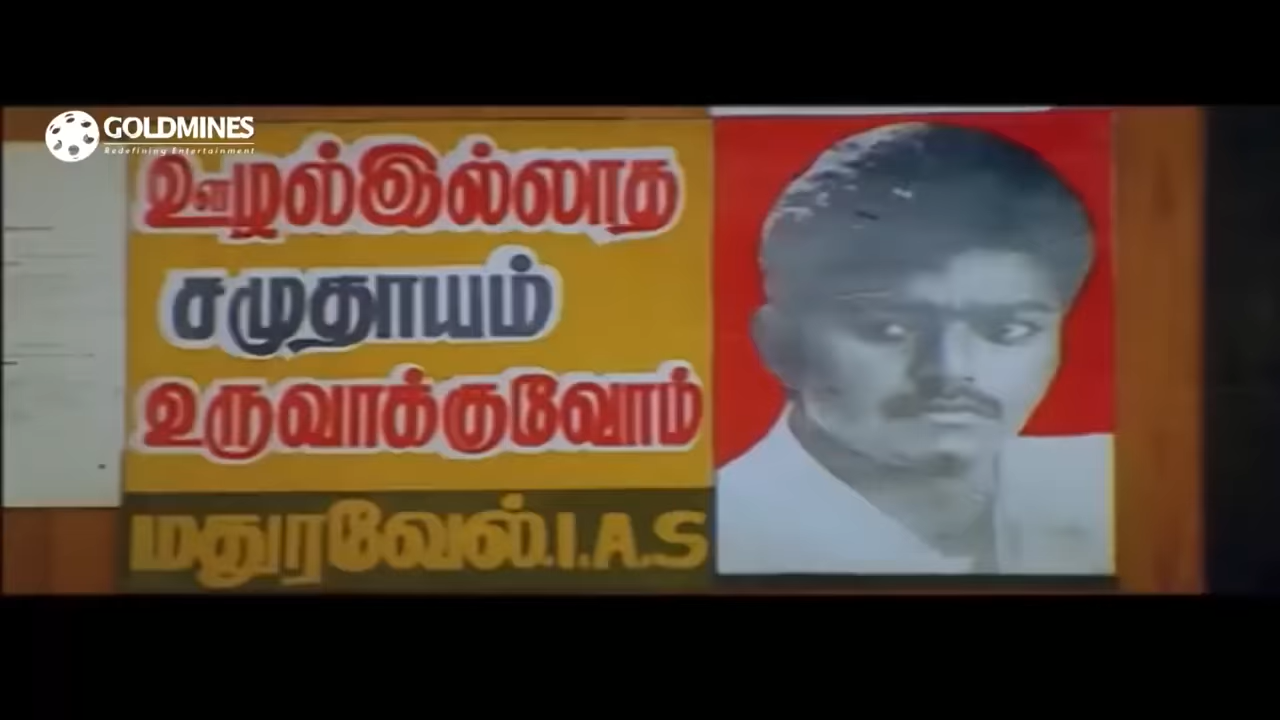 GOLDMINES
Redefining Entertainment
ஊழல்இல்லாத
சமுதாயம்
உருவாக்குவோம்
மதுரவேல்.I.A.S